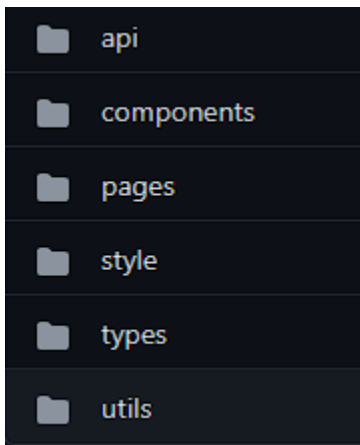 api
components
pages
style
types
utils